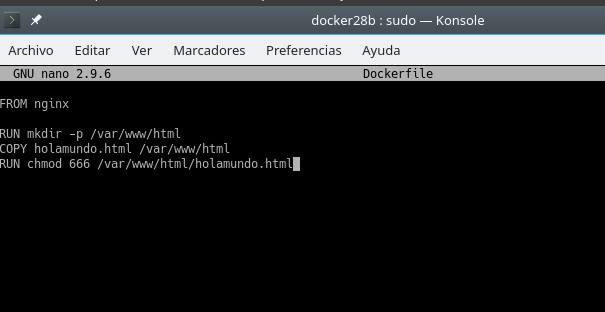 docker28b : sudo — Konsole
Archivo Editar Ver Marcadores Preferencias Ayuda
GNU nano 2.9.6 Dockerfile
FROM nginx
RUN mkdir -p /var/www/html
COPY holamundo.html /var/www/html
RUN chmod 666 /var/www/html/holamundo.html